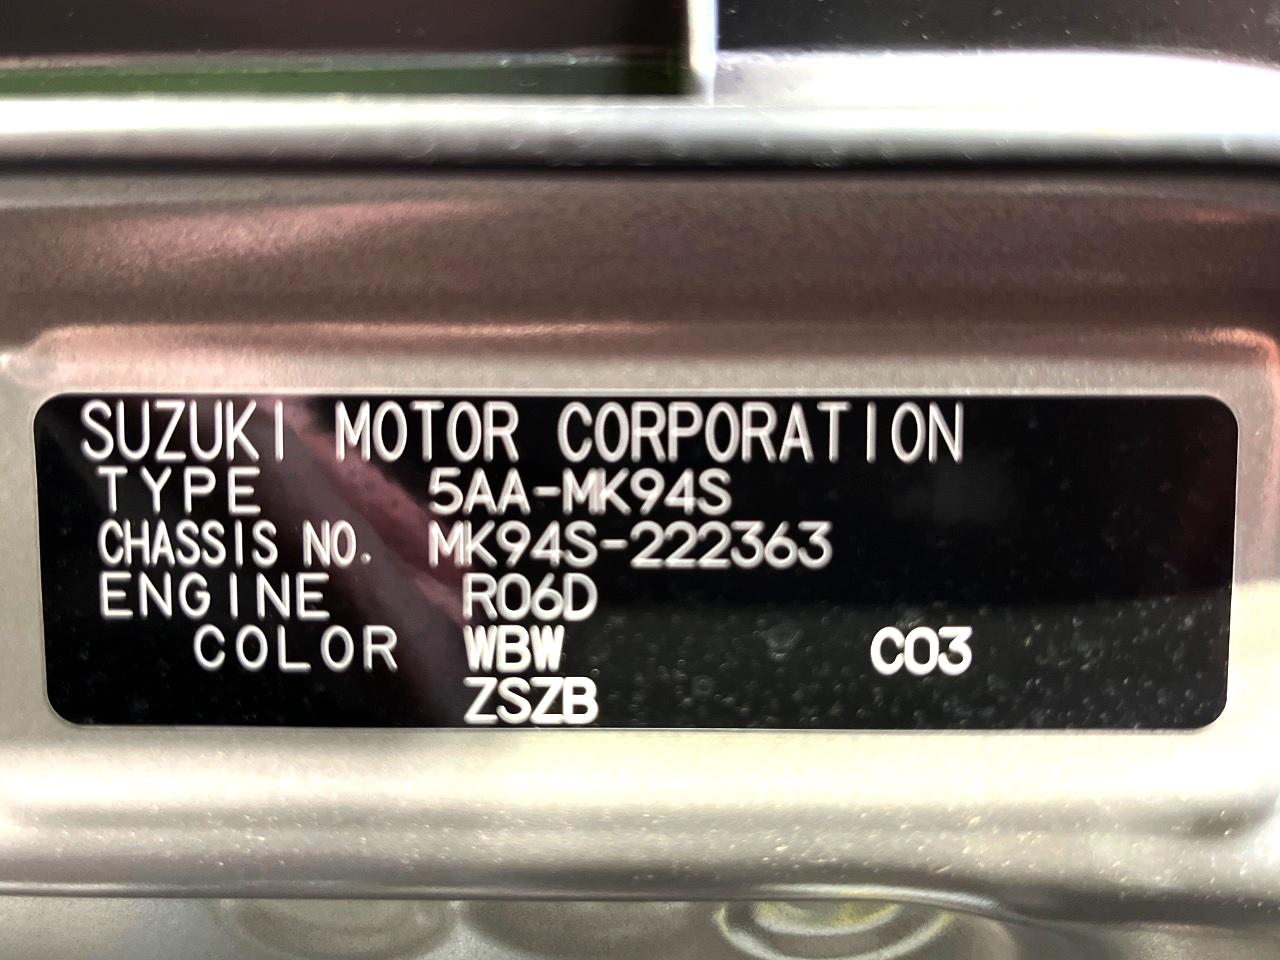 SUZUKI MOTOR CORPORATION
TYPE 5AA-MK94S
CHASSIS NO. MK94S-222363
ENGINE R06D
COLOR WBW C03
ZSZB